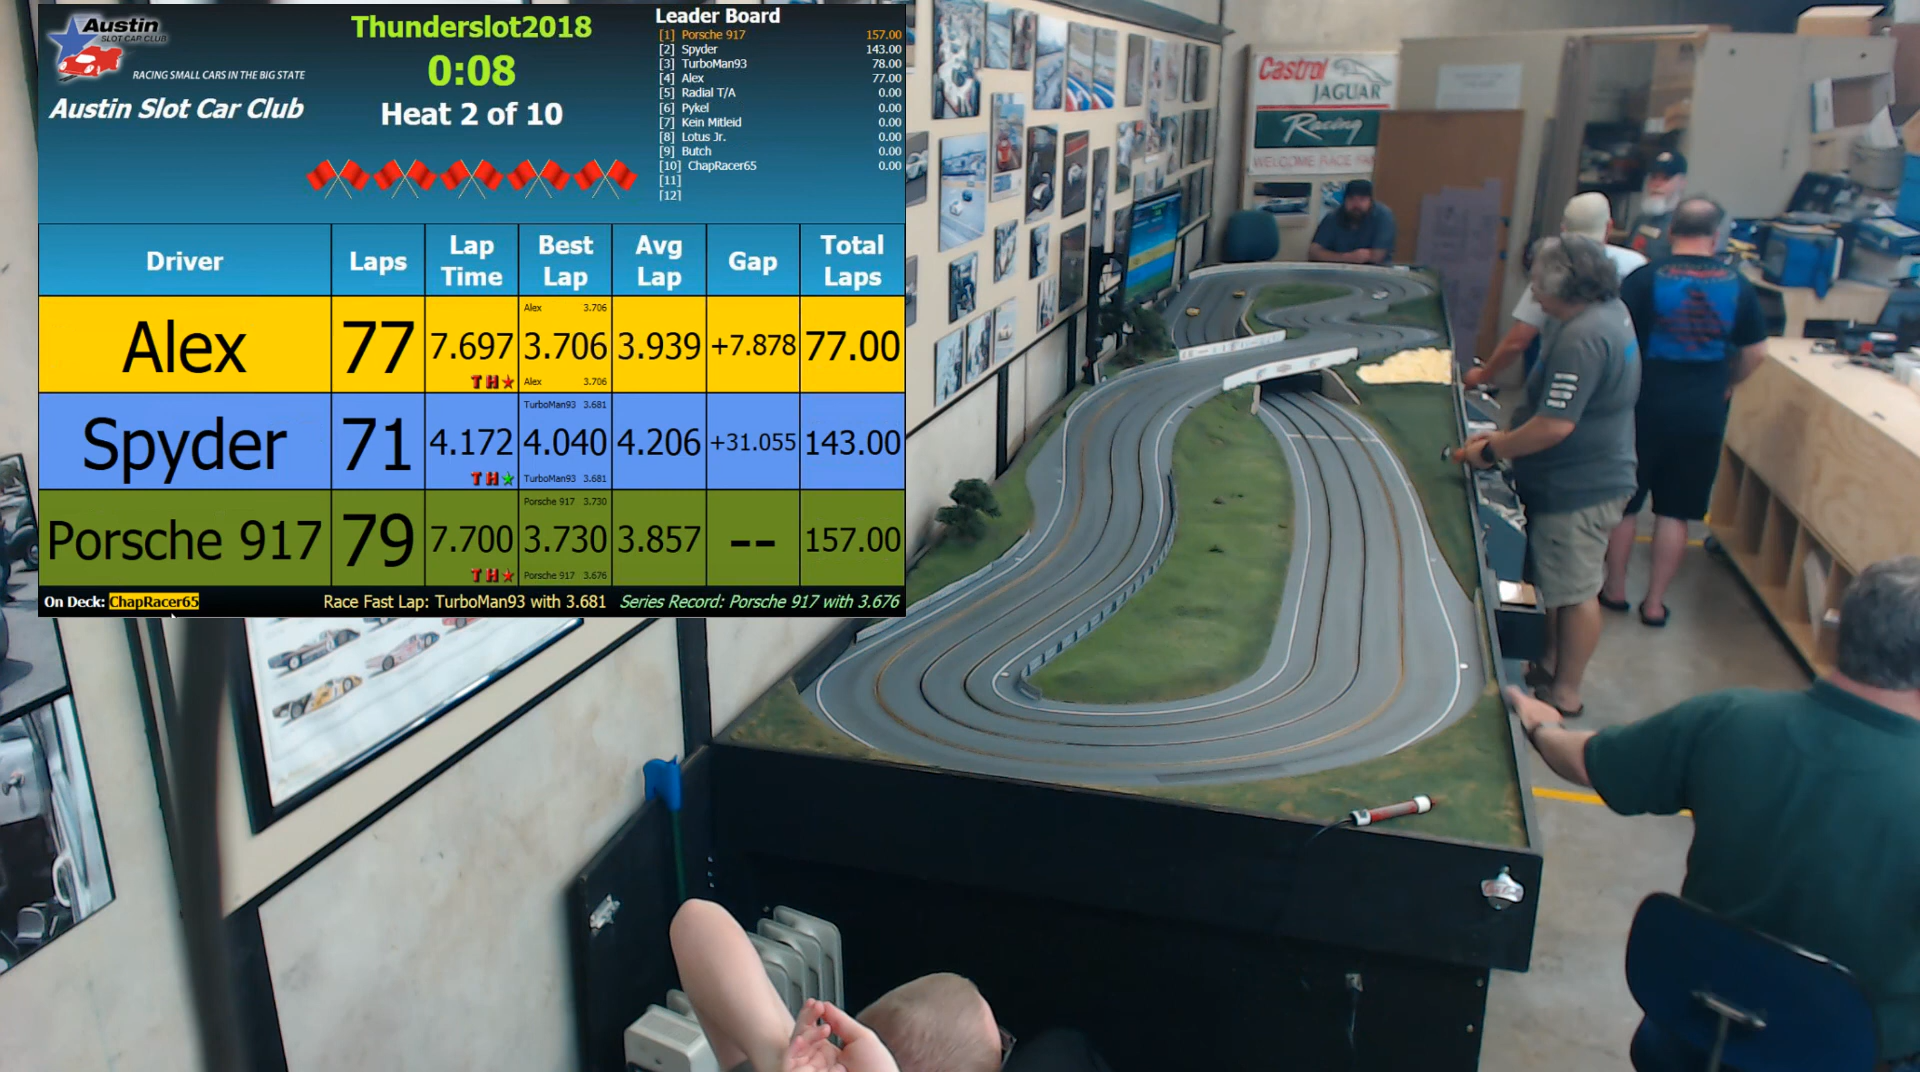 Austin
SLOT CAR CLUB
RACING SMALL CARS IN THE BIG STATE
Austin Slot Car Club
Thunderslot2018
0:08
Heat 2 of 10
Leader Board
[1] Porsche 917 157.00
[2] Spyder 143.00
[3] TurboMan93 78.00
[4] Alex 77.00
[5] Radial T/A 0.00
[6] Pykel 0.00
[7] Kein Mitleid 0.00
[8] Lotus Jr. 0.00
[9] Butch 0.00
[10] ChapRacer65 0.00
[11]
[12]
Driver Laps Lap Time Best Lap Avg Lap Gap Total Laps
Alex 3.706
Alex 77 7.697 3.706 3.939 +7.878 77.00
TH Alex 3.706
TurboMan93 3.681
Spyder 71 4.172 4.040 4.206 +31.055 143.00
TH TurboMan93 3.681
Porsche 917 3.730
Porsche 917 79 7.700 3.730 3.857 -- 157.00
TH Porsche 917 3.676
On Deck: ChapRacer65 Race Fast Lap: TurboMan93 with 3.681 Series Record: Porsche 917 with 3.676
Castrol
JAGUAR
Racing
WELCOME RACE FA